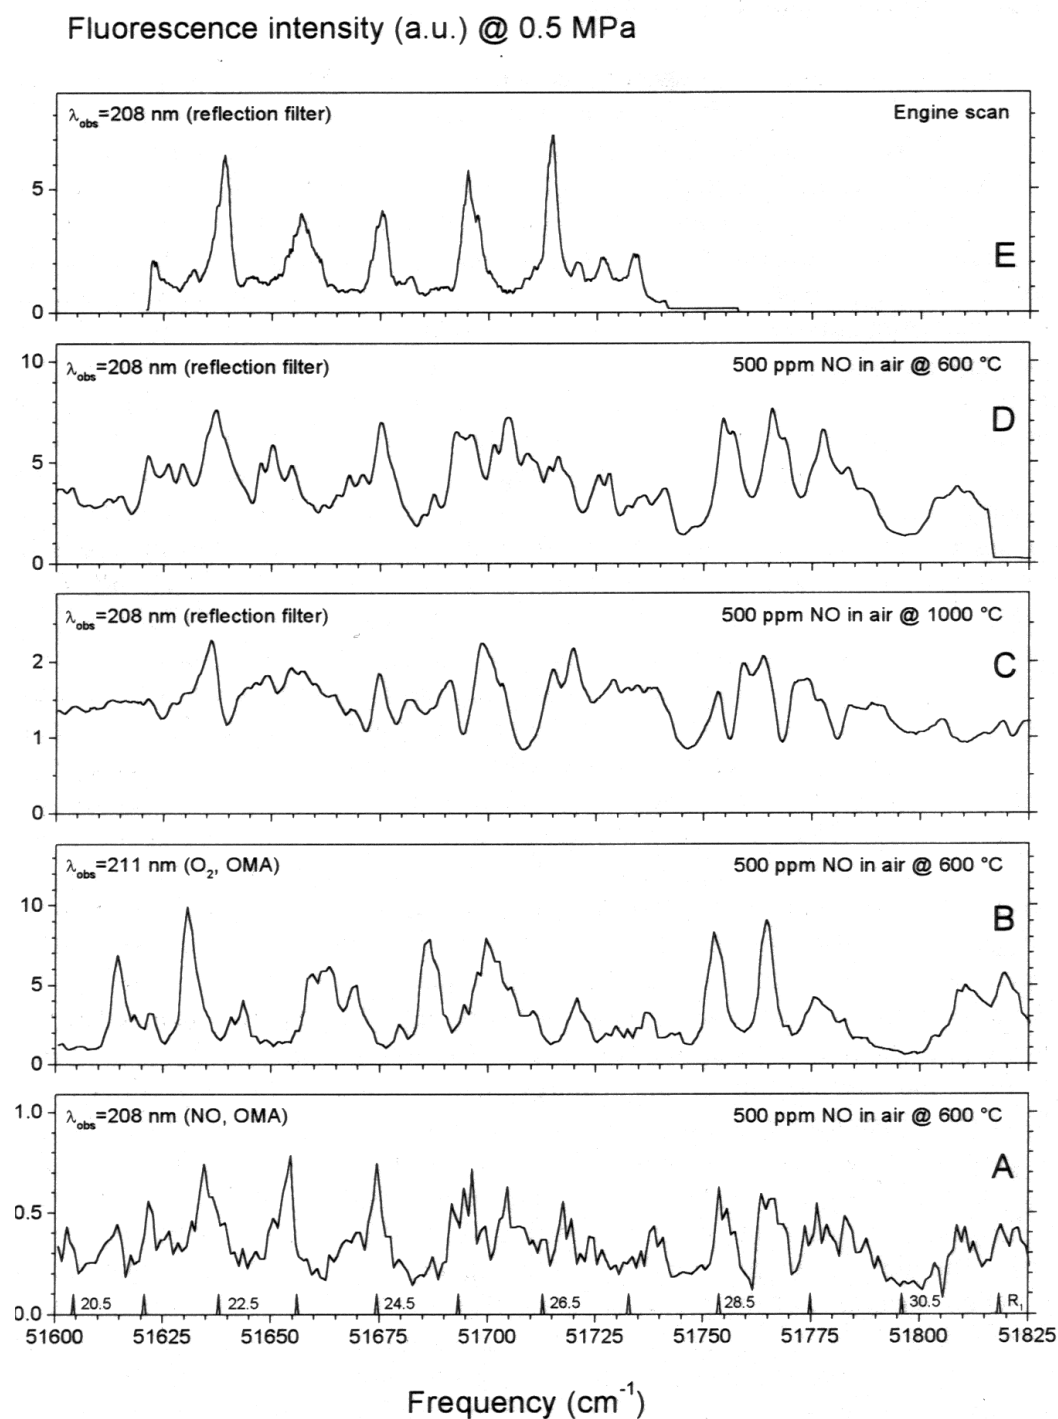 Fluorescence intensity (a.u.) @ 0.5 MPa
λobs=208 nm (reflection filter) Engine scan
5
E
0
10
λobs=208 nm (reflection filter) 500 ppm NO in air @ 600 °C
D
5
0
λobs=208 nm (reflection filter) 500 ppm NO in air @ 1000 °C
2
C
1
0
λobs=211 nm (O2, OMA) 500 ppm NO in air @ 600 °C
10
B
5
0
1.0
λobs=208 nm (NO, OMA) 500 ppm NO in air @ 600 °C
A
0.5
20.5 22.5 24.5 26.5 28.5 30.5 R1
0.0
51600 51625 51650 51675 51700 51725 51750 51775 51800 51825
Frequency (cm-1)